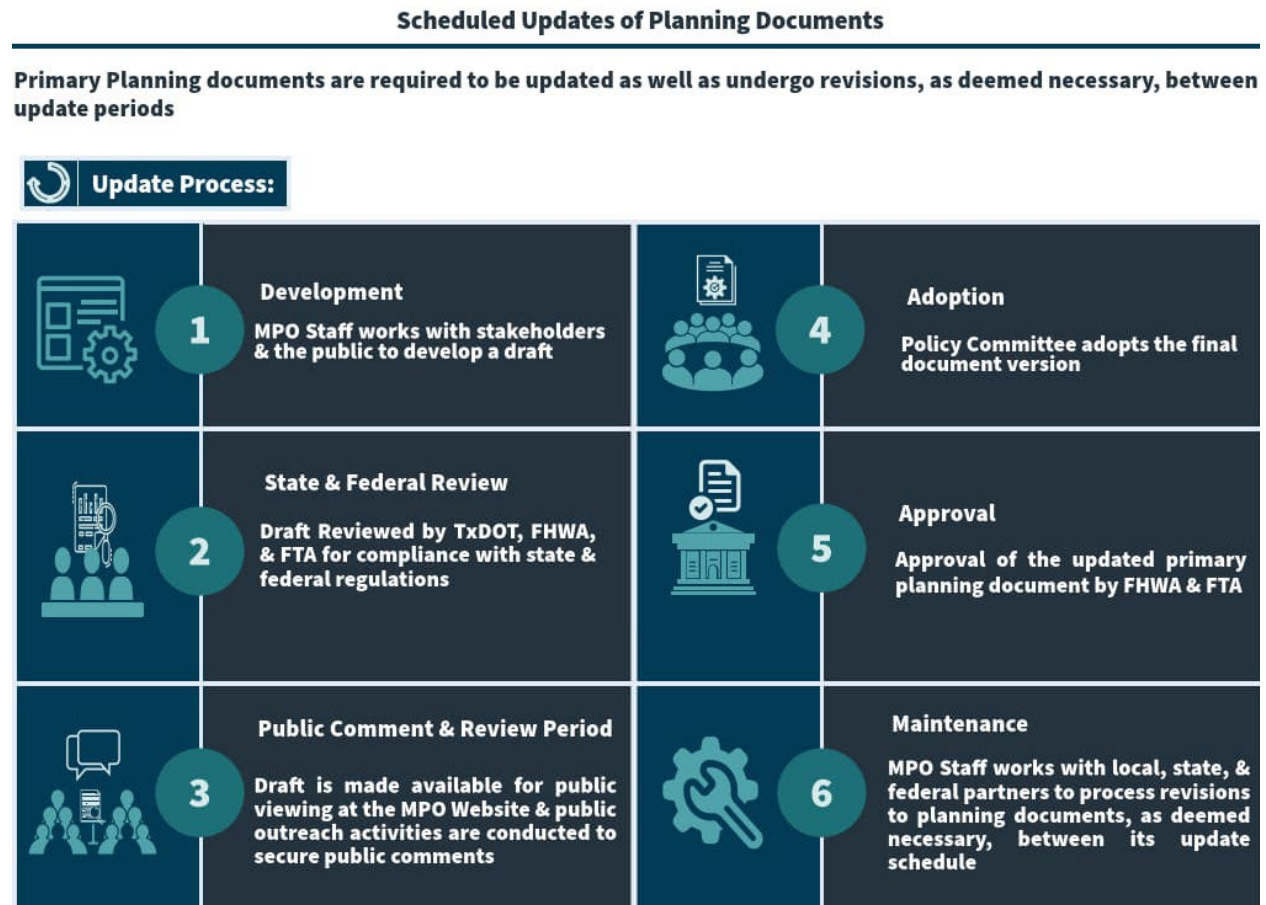 Scheduled Updates of Planning Documents
Primary Planning documents are required to be updated as well as undergo revisions, as deemed necessary, between
update periods
Update Process:
1
Development
MPO Staff works with stakeholders
& the public to develop a draft
2
State & Federal Review
Draft Reviewed by TxDOT, FHWA,
& FTA for compliance with state &
federal regulations
3
Public Comment & Review Period
Draft is made available for public
viewing at the MPO Website & public
outreach activities are conducted to
secure public comments
4
Adoption
Policy Committee adopts the final
document version
5
Approval
Approval of the updated primary
planning document by FHWA & FTA
6
Maintenance
MPO Staff works with local, state, &
federal partners to process revisions
to planning documents, as deemed
necessary, between its update
schedule